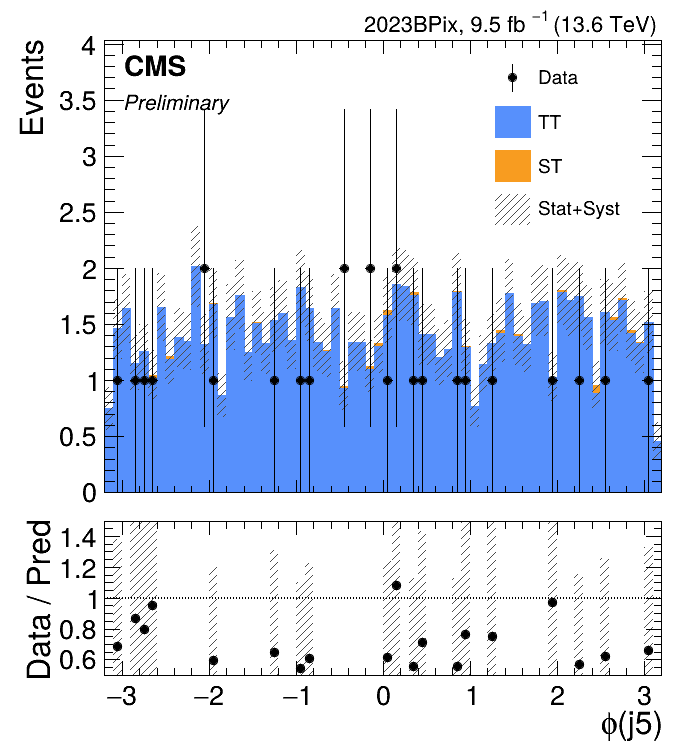 2023BPix, 9.5 fb⁻¹ (13.6 TeV)
CMS
Preliminary
Events
4
3.5
3
2.5
2
1.5
1
0.5
0
Data
TT
ST
Stat+Syst
Data / Pred
1.4
1.2
1
0.8
0.6
−3
−2
−1
0
1
2
3
ϕ(j5)